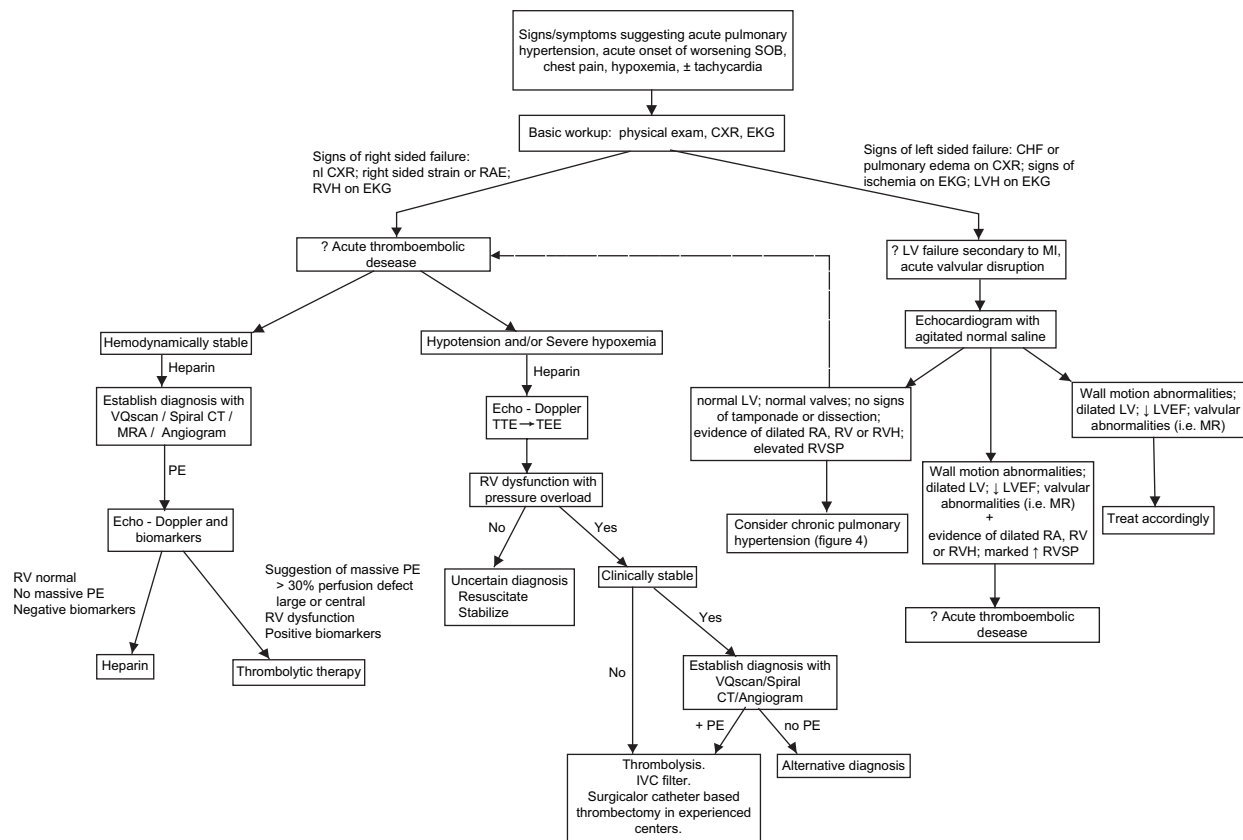 Signs/symptoms suggesting acute pulmonary
hypertension, acute onset of worsening SOB,
chest pain, hypoxemia, ± tachycardia
Basic workup: physical exam, CXR, EKG
Signs of right sided failure:
nl CXR; right sided strain or RAE;
RVH on EKG
Signs of left sided failure: CHF or
pulmonary edema on CXR; signs of
ischemia on EKG; LVH on EKG
? Acute thromboembolic
desease
? LV failure secondary to MI,
acute valvular disruption
Hemodynamically stable
Hypotension and/or Severe hypoxemia
Echocardiogram with
agitated normal saline
Heparin
Heparin
Establish diagnosis with
VQscan / Spiral CT /
MRA / Angiogram
Echo - Doppler
TTE → TEE
normal LV; normal valves; no signs
of tamponade or dissection;
evidence of dilated RA, RV or RVH;
elevated RVSP
Wall motion abnormalities;
dilated LV; ↓ LVEF; valvular
abnormalities (i.e. MR)
PE
RV dysfunction with
pressure overload
Wall motion abnormalities;
dilated LV; ↓ LVEF; valvular
abnormalities (i.e. MR)
+
evidence of dilated RA, RV
or RVH; marked ↑ RVSP
Echo - Doppler and
biomarkers
No
Yes
Consider chronic pulmonary
hypertension (figure 4)
Treat accordingly
RV normal
No massive PE
Negative biomarkers
Suggestion of massive PE
> 30% perfusion defect
large or central
RV dysfunction
Positive biomarkers
Uncertain diagnosis
Resuscitate
Stabilize
Clinically stable
Yes
? Acute thromboembolic
desease
Heparin
Thrombolytic therapy
No
Establish diagnosis with
VQscan/Spiral
CT/Angiogram
+ PE
no PE
Thrombolysis.
IVC filter.
Surgicalor catheter based
thrombectomy in experienced
centers.
Alternative diagnosis